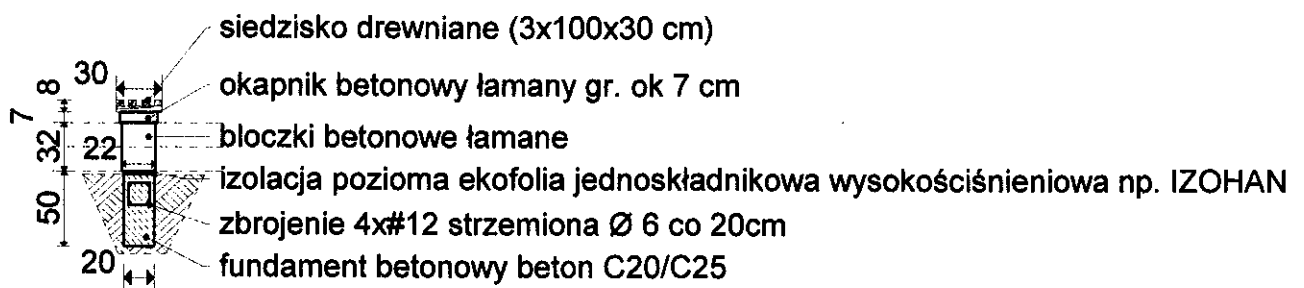 siedzisko drewniane (3x100x30 cm)
30
8
okapnik betonowy łamany gr. ok 7 cm
7
bloczki betonowe łamane
32
22
izolacja pozioma ekofolia jednoskładnikowa wysokościśnieniowa np. IZOHAN
50
zbrojenie 4x#12 strzemiona Ø 6 co 20cm
20
fundament betonowy beton C20/C25